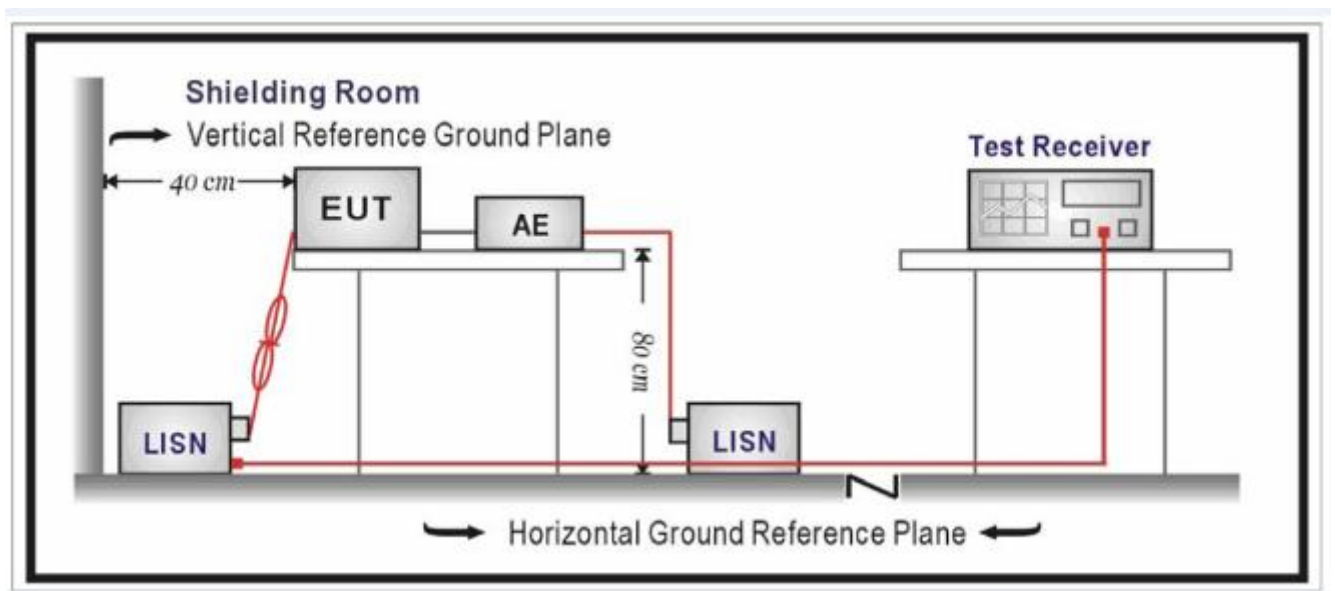 Shielding Room
Vertical Reference Ground Plane
Test Receiver
40 cm
EUT
AE
80 cm
LISN
LISN
Horizontal Ground Reference Plane